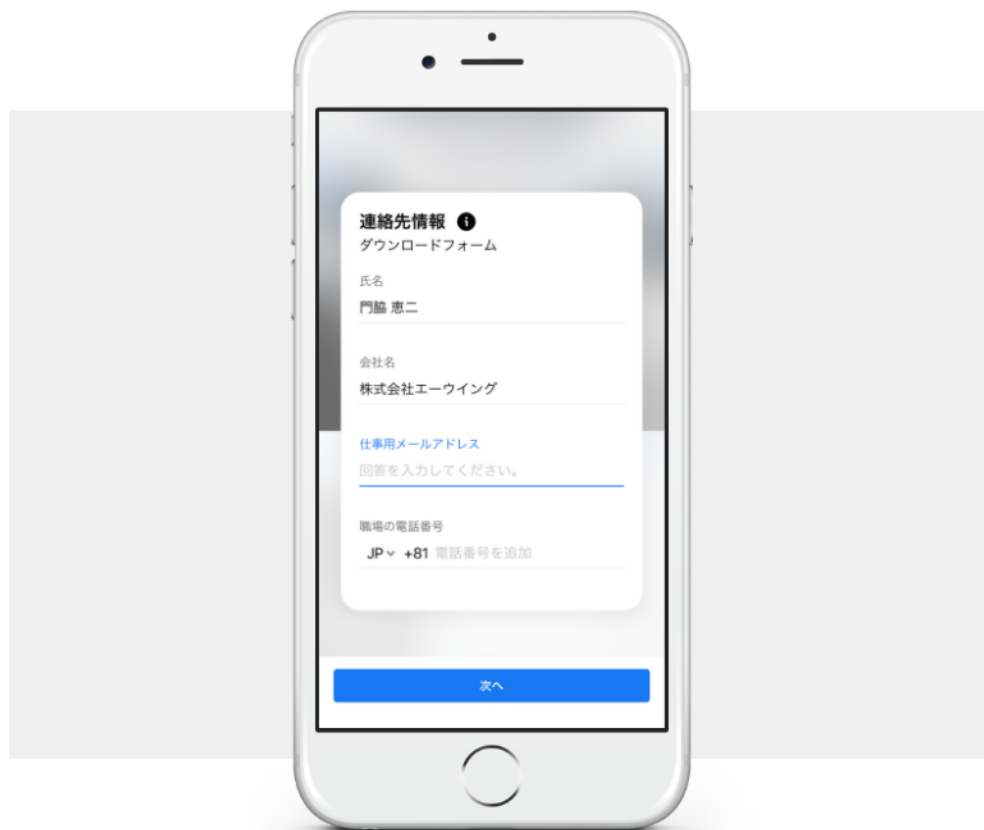 連絡先情報
ダウンロードフォーム
氏名
門脇 恵二
会社名
株式会社エーウイング
仕事用メールアドレス
回答を入力してください。
職場の電話番号
JP +81 電話番号を追加
次へ